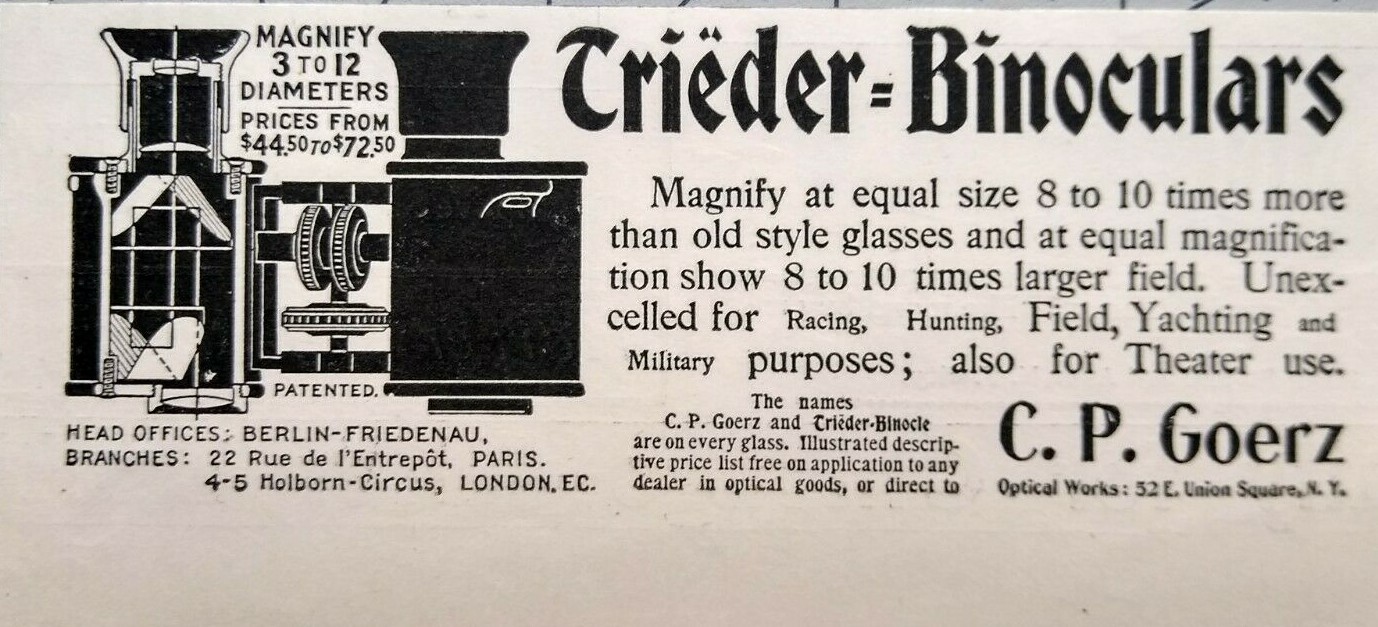 MAGNIFY
3 TO 12
DIAMETERS
PRICES FROM
$44.50 TO $72.50
PATENTED.
HEAD OFFICES: BERLIN-FRIEDENAU,
BRANCHES: 22 Rue de l'Entrepôt, PARIS.
4-5 Holborn-Circus, LONDON, EC.
Triëder=Binoculars
Magnify at equal size 8 to 10 times more
than old style glasses and at equal magnifica-
tion show 8 to 10 times larger field. Unex-
celled for Racing, Hunting, Field, Yachting and
Military purposes; also for Theater use.
The names
C. P. Goerz and Triëder-Binocle
are on every glass. Illustrated descrip-
tive price list free on application to any
dealer in optical goods, or direct to
C. P. Goerz
Optical Works: 52 E. Union Square, N. Y.